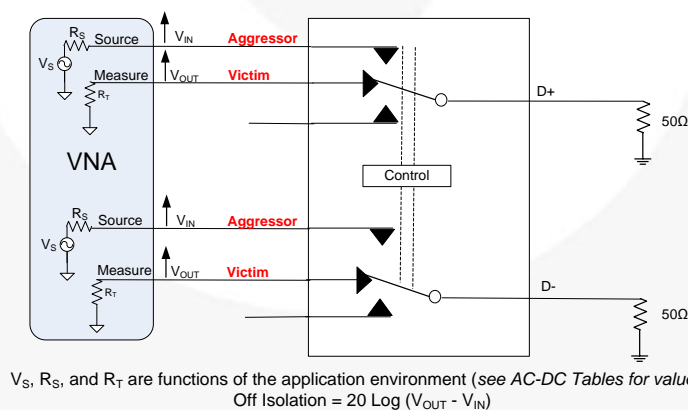 RS
Source
VIN
Aggressor
VS
Measure
VOUT
Victim
RT
D+
50Ω
VNA
Control
RS
Source
VIN
Aggressor
VS
Measure
VOUT
Victim
RT
D-
50Ω
VS, RS, and RT are functions of the application environment (see AC-DC Tables for value
Off Isolation = 20 Log (VOUT - VIN)